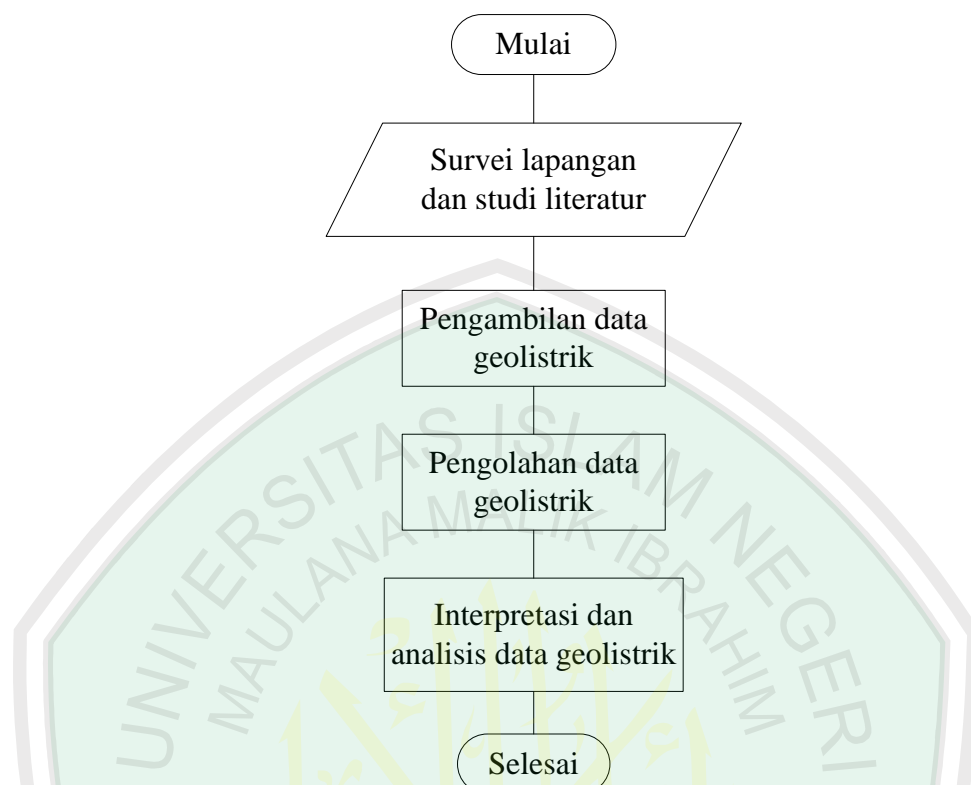 Mulai
Survei lapangan
dan studi literatur
Pengambilan data
geolistrik
Pengolahan data
geolistrik
Interpretasi dan
analisis data geolistrik
Selesai
UNIVERSITAS ISLAM NEGERI
MAULANA MALIK IBRAHIM